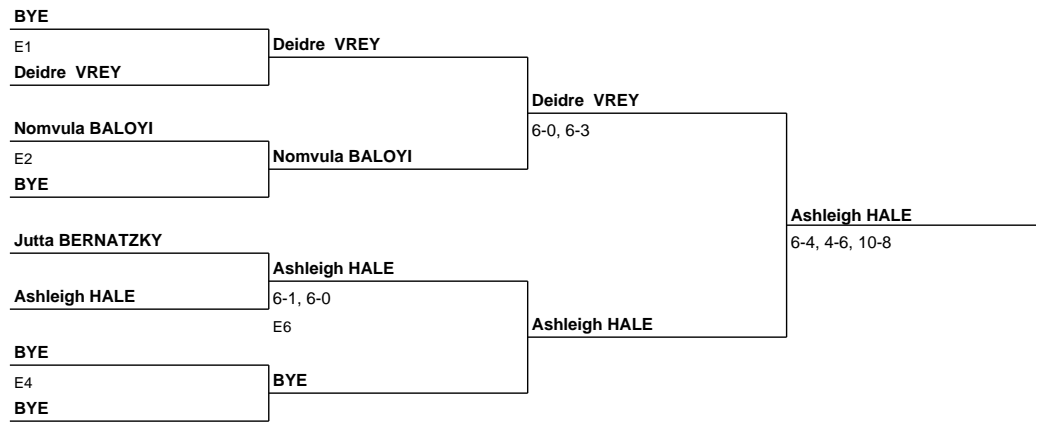 BYE
E1
Deidre VREY
Deidre VREY
Deidre VREY
6-0, 6-3
Nomvula BALOYI
E2
Nomvula BALOYI
BYE
Ashleigh HALE
6-4, 4-6, 10-8
Jutta BERNATZKY
Ashleigh HALE
Ashleigh HALE
6-1, 6-0
E6
Ashleigh HALE
BYE
E4
BYE
BYE